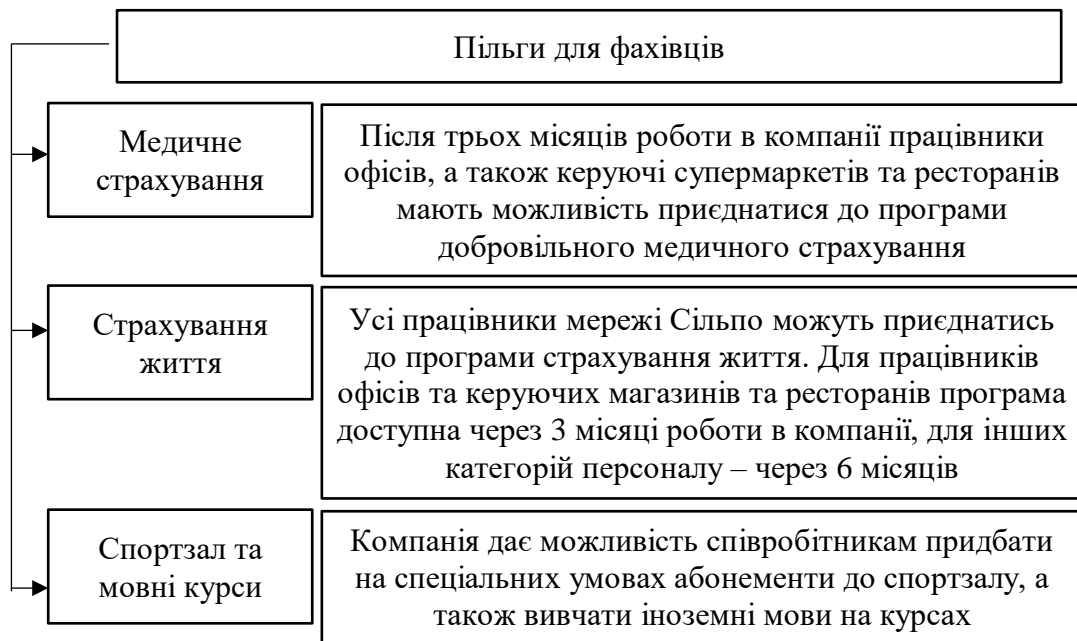 Пільги для фахівців
Медичне
страхування
Після трьох місяців роботи в компанії працівники
офісів, а також керуючі супермаркетів та ресторанів
мають можливість приєднатися до програми
добровільного медичного страхування
Страхування
життя
Усі працівники мережі Сільпо можуть приєднатись
до програми страхування життя. Для працівників
офісів та керуючих магазинів та ресторанів програма
доступна через 3 місяці роботи в компанії, для інших
категорій персоналу – через 6 місяців
Спортзал та
мовні курси
Компанія дає можливість співробітникам придбати
на спеціальних умовах абонементи до спортзалу, а
також вивчати іноземні мови на курсах